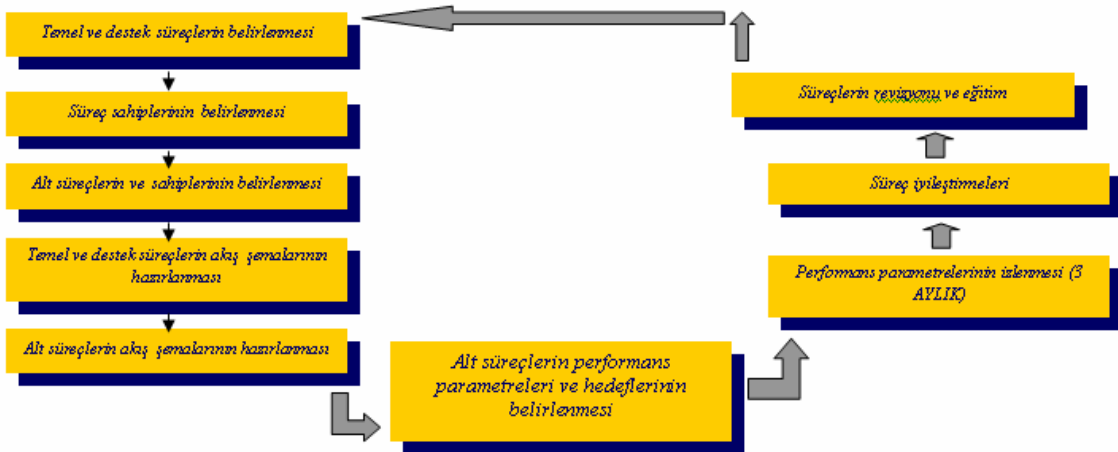 Temel ve destek süreçlerin belirlenmesi
Süreç sahiplerinin belirlenmesi
Alt süreçlerin ve sahiplerinin belirlenmesi
Temel ve destek süreçlerin akış şemalarının
hazırlanması
Alt süreçlerin akış şemalarının hazırlanması
Alt süreçlerin performans
parametreleri ve hedeflerinin
belirlenmesi
Performans parametrelerinin izlenmesi (3
AYLIK)
Süreç iyileştirmeleri
Süreçlerin revizyonu ve eğitim